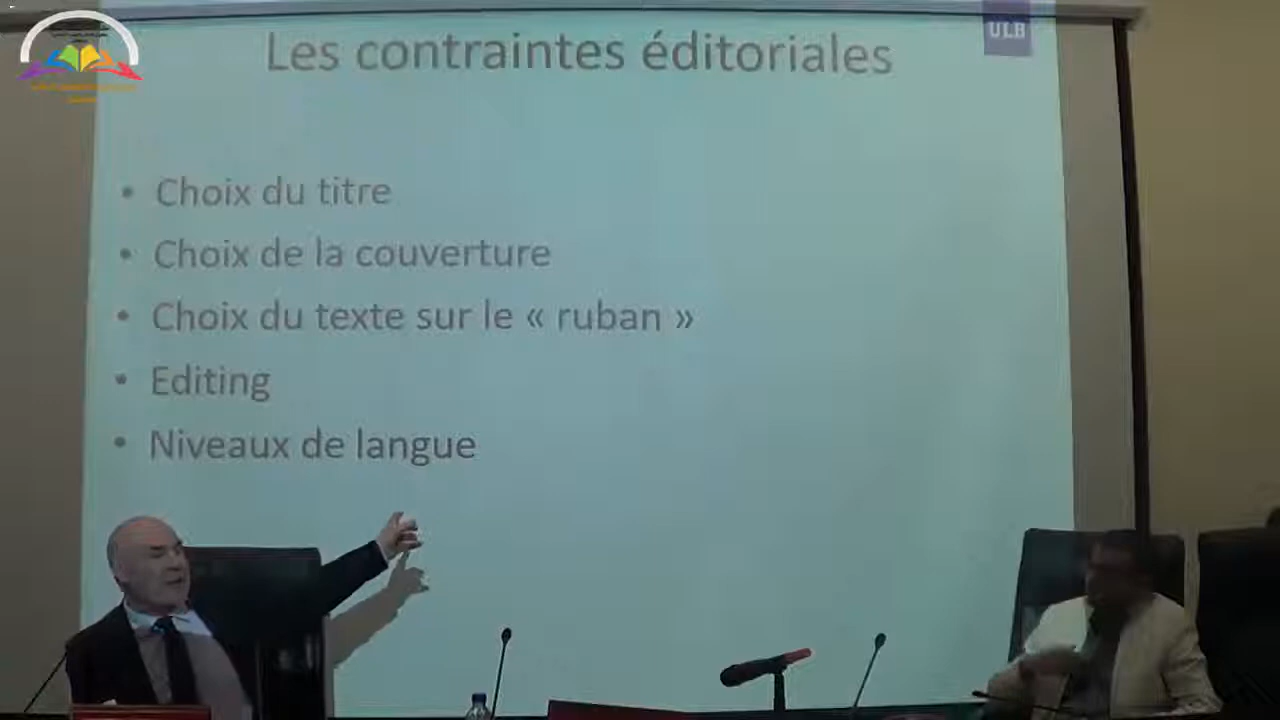 ULB
Les contraintes éditoriales
• Choix du titre
• Choix de la couverture
• Choix du texte sur le « ruban »
• Editing
• Niveaux de langue